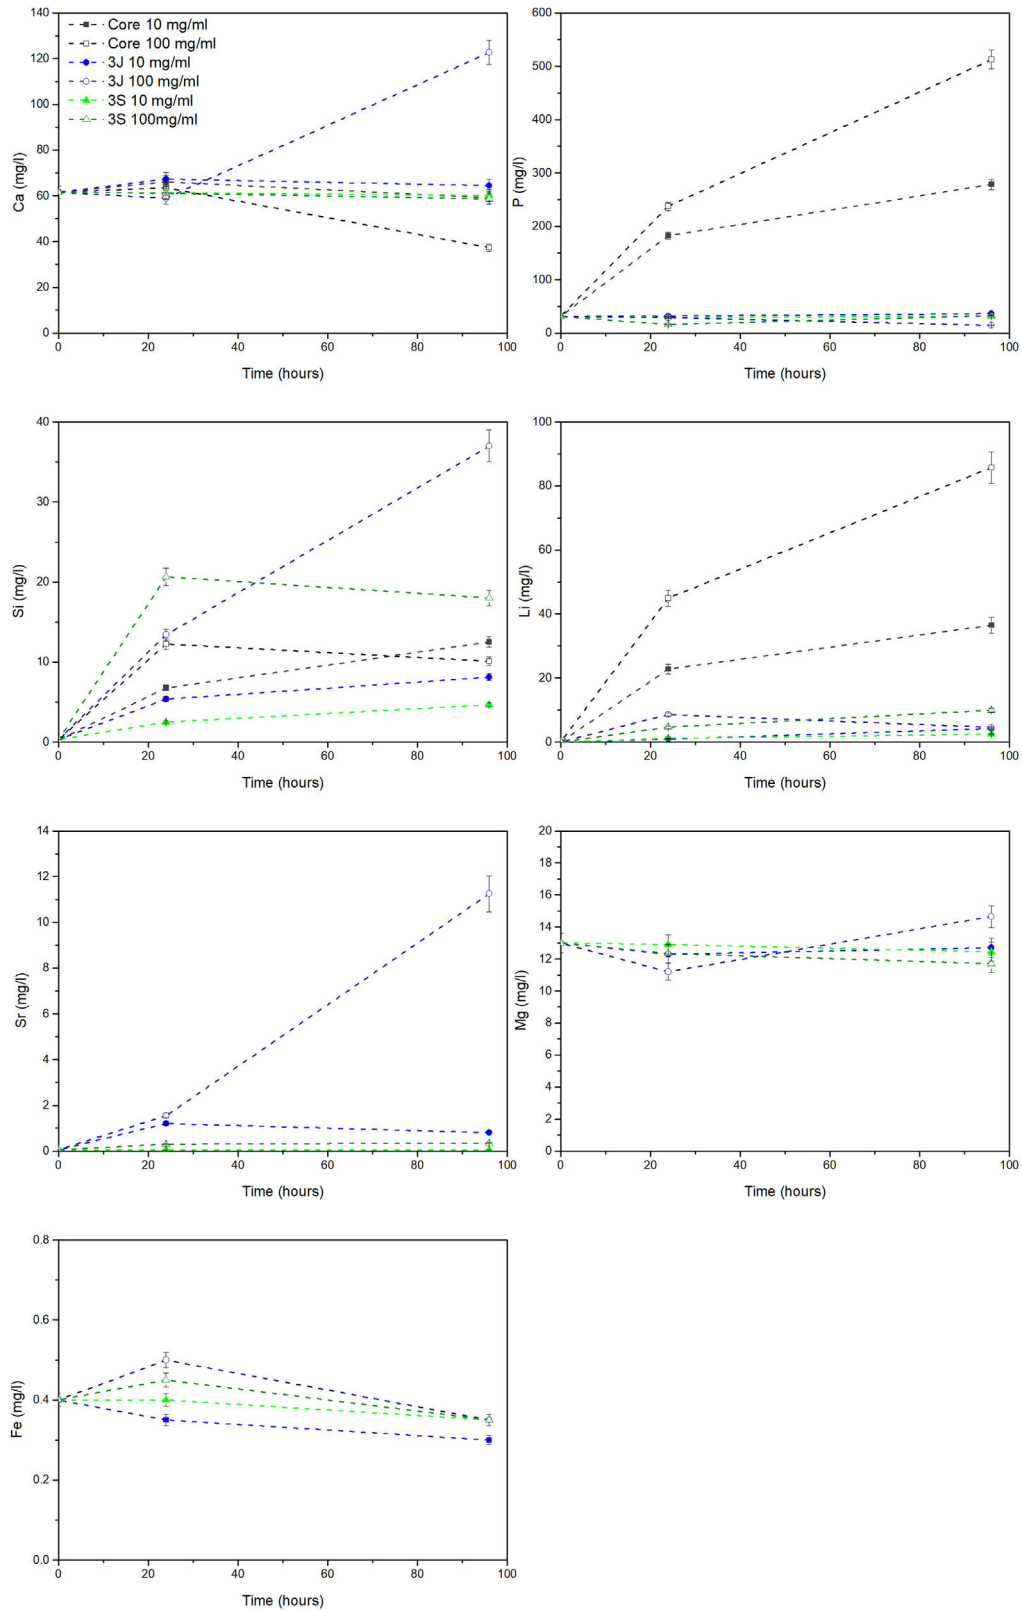 140
120
100
80
60
40
20
0
Ca (mg/l)
Core 10 mg/ml
Core 100 mg/ml
3J 10 mg/ml
3J 100 mg/ml
3S 10 mg/ml
3S 100mg/ml
0 20 40 60 80 100
Time (hours)
600
500
400
300
200
100
0
P (mg/l)
0 20 40 60 80 100
Time (hours)
40
30
20
10
0
Si (mg/l)
0 20 40 60 80 100
Time (hours)
100
80
60
40
20
0
Li (mg/l)
0 20 40 60 80 100
Time (hours)
14
12
10
8
6
4
2
0
Sr (mg/l)
0 20 40 60 80 100
Time (hours)
20
18
16
14
12
10
8
6
4
2
0
Mg (mg/l)
0 20 40 60 80 100
Time (hours)
0.8
0.6
0.4
0.2
0.0
Fe (mg/l)
0 20 40 60 80 100
Time (hours)